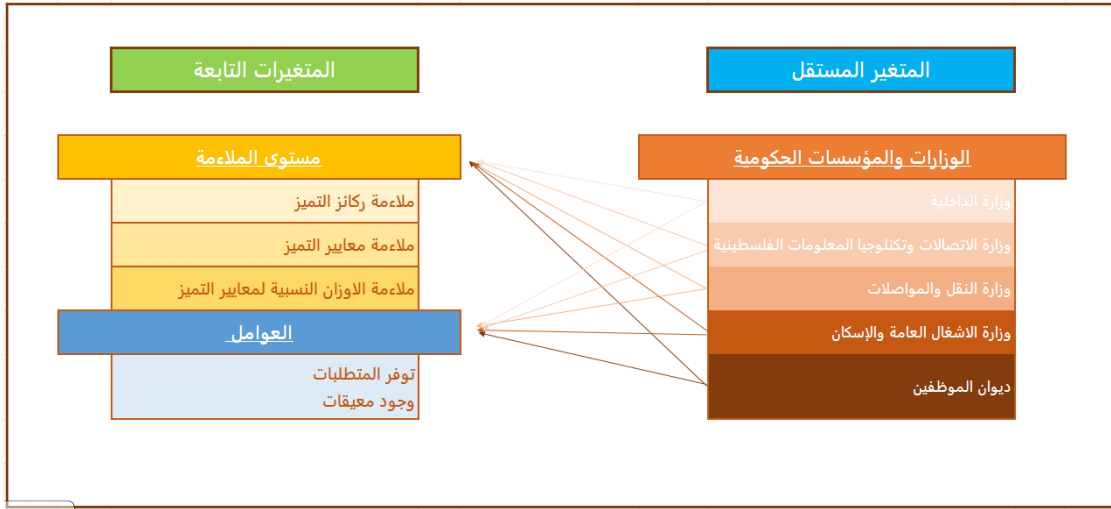 المتغير المستقل
المتغيرات التابعة
الوزارات والمؤسسات الحكومية
وزارة الداخلية
وزارة الاتصالات وتكنلوجيا المعلومات الفلسطينية
وزارة النقل والمواصلات
وزارة الاشغال العامة والإسكان
ديوان الموظفين
مستوى الملاءمة
ملاءمة ركائز التميز
ملاءمة معايير التميز
ملاءمة الاوزان النسبية لمعايير التميز
العوامل
توفر المتطلبات
وجود معيقات